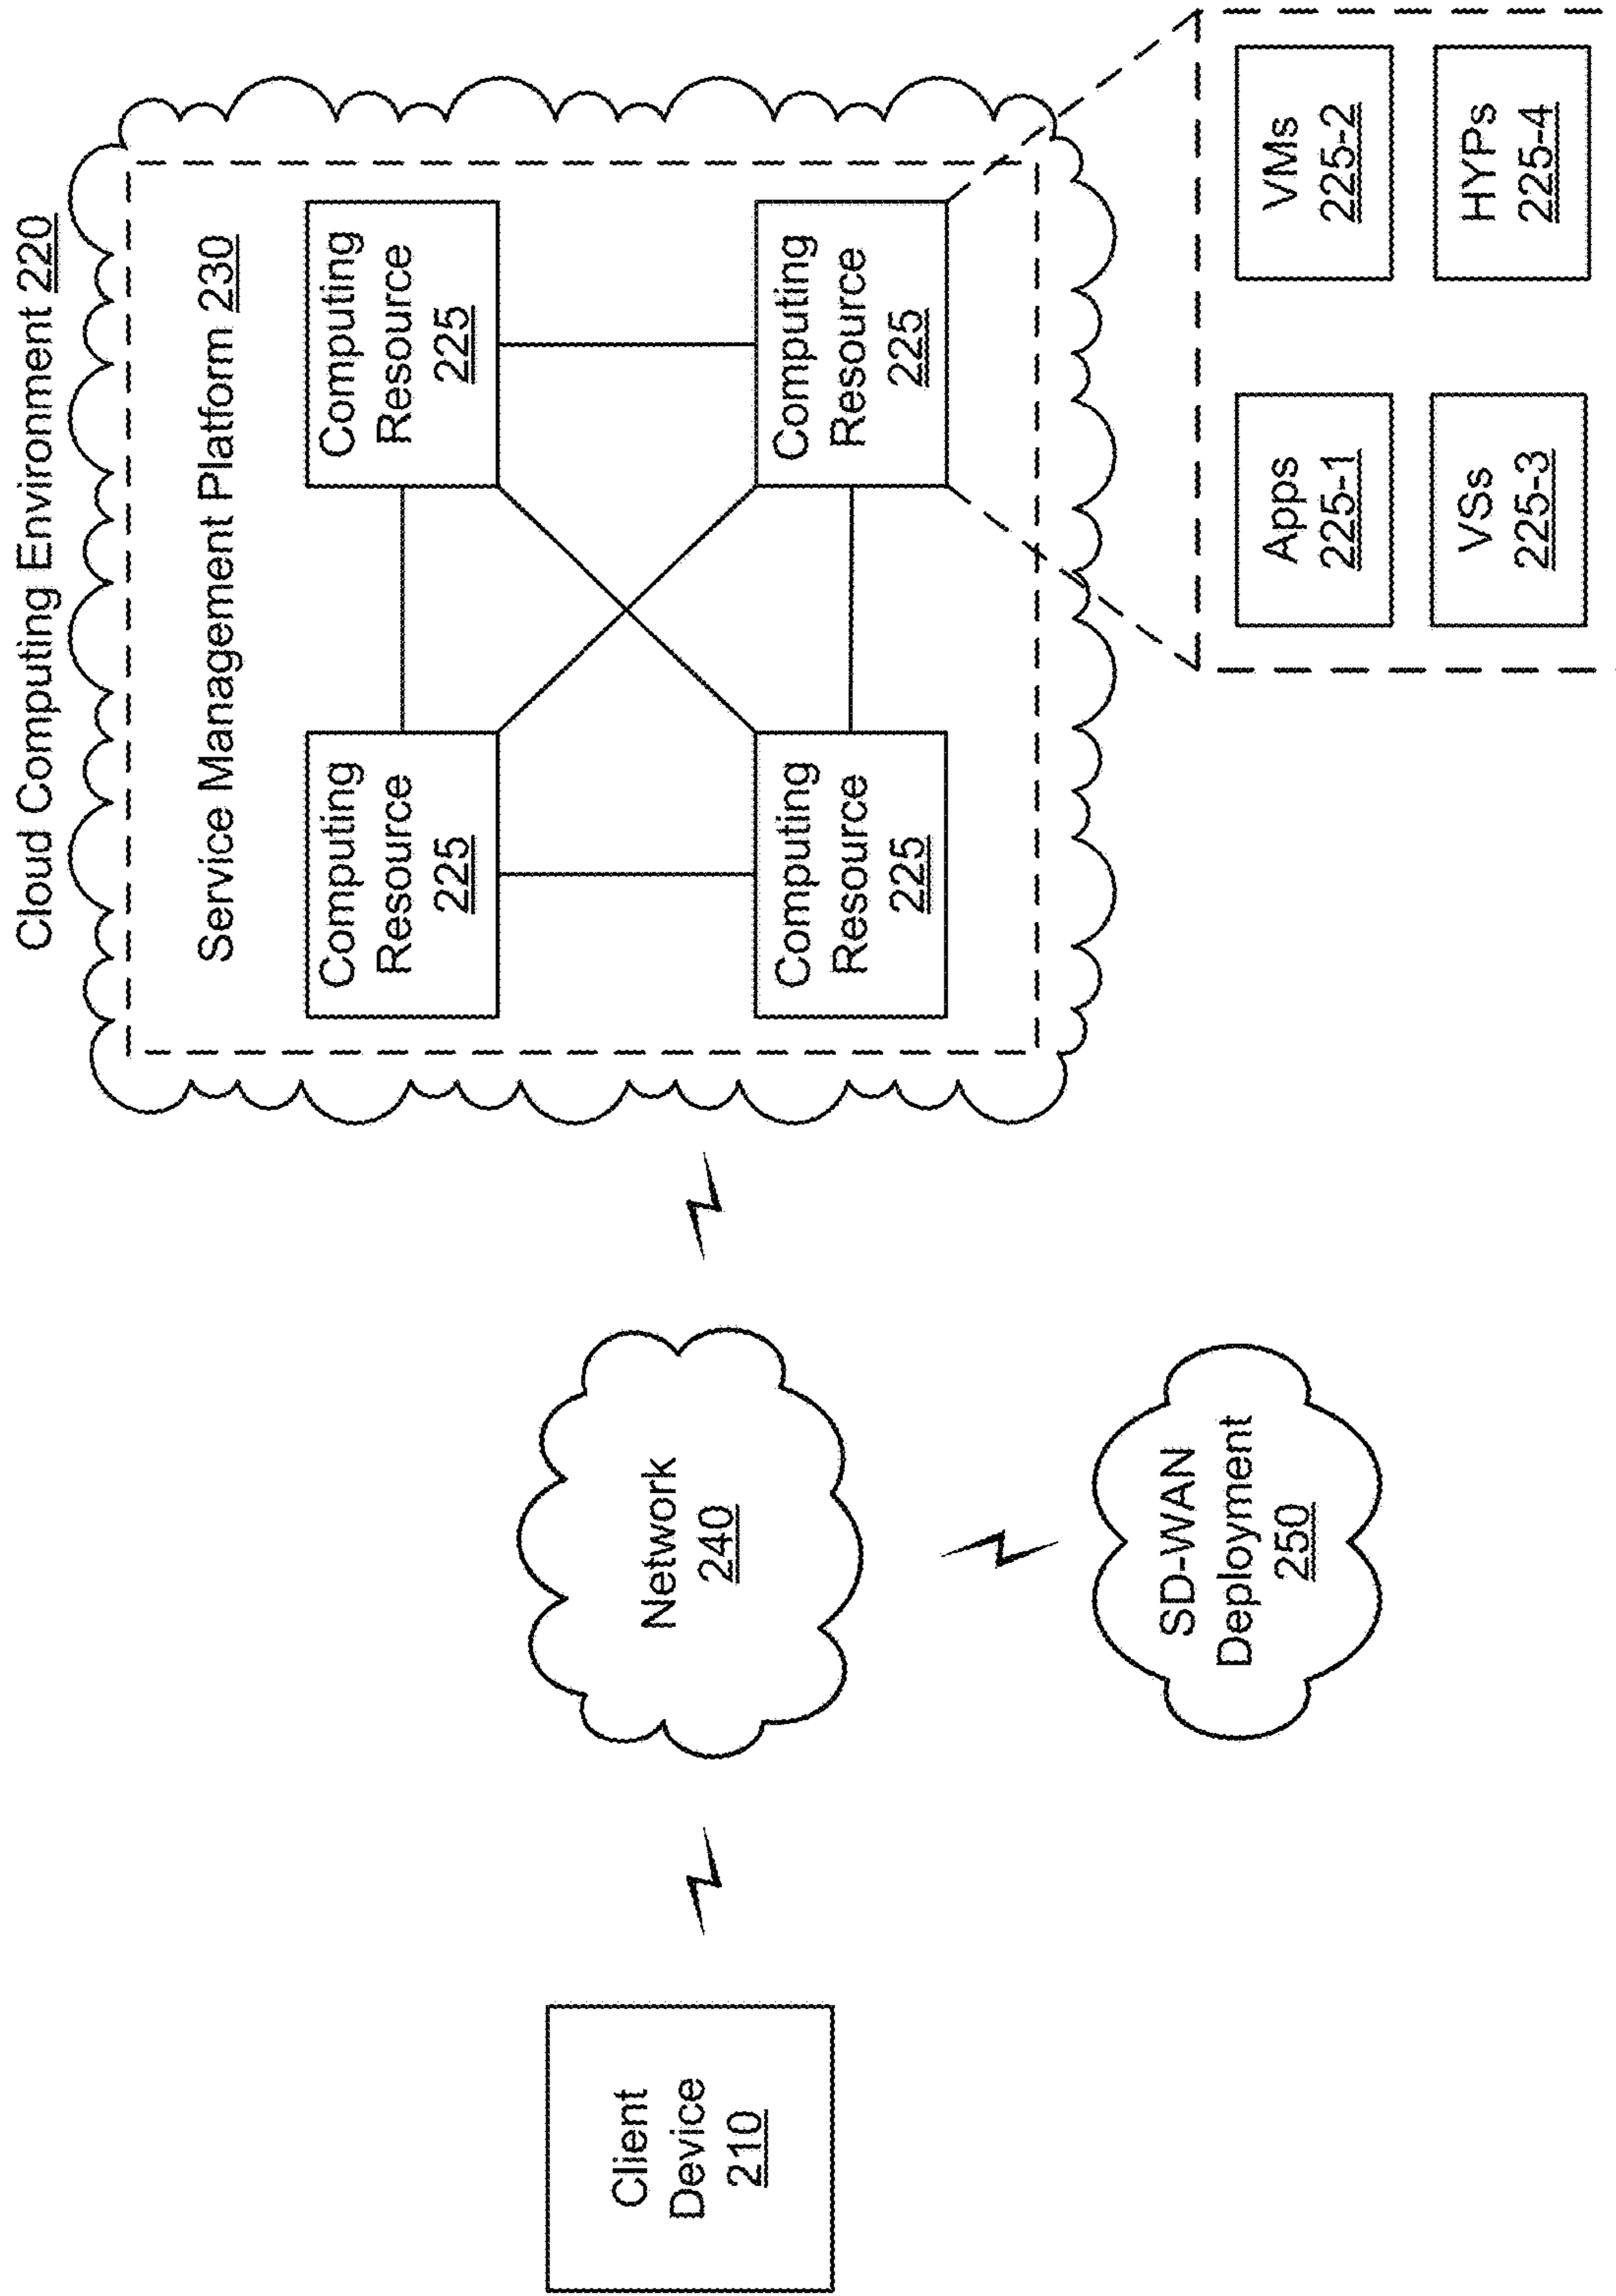 Cloud Computing Environment 220
Service Management Platform 230
Computing
Resource
225
Computing
Resource
225
Computing
Resource
225
Computing
Resource
225
Client
Device
210
Network
240
SD-WAN
Deployment
250
Apps
225-1
VMs
225-2
VSs
225-3
HYPs
225-4